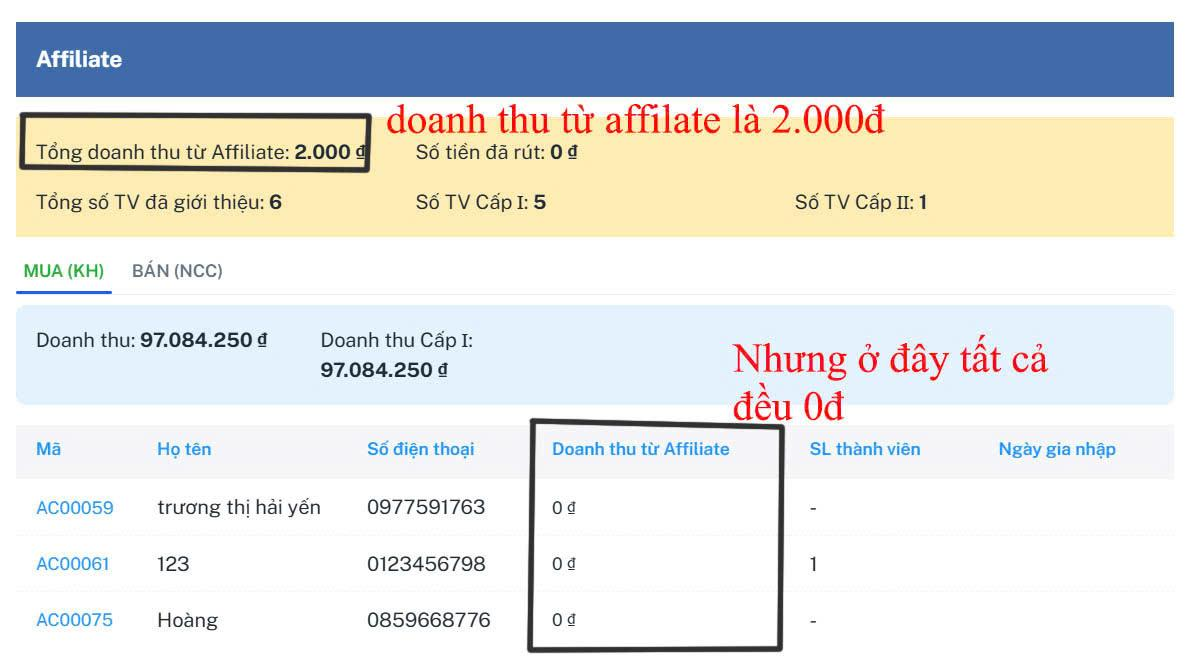 Affiliate
doanh thu từ affilate là 2.000đ
Tổng doanh thu từ Affiliate: 2.000 ₫
Số tiền đã rút: 0 ₫
Tổng số TV đã giới thiệu: 6
Số TV Cấp I: 5
Số TV Cấp II: 1
MUA (KH)
BÁN (NCC)
Doanh thu: 97.084.250 ₫
Doanh thu Cấp I:
97.084.250 ₫
Nhưng ở đây tất cả
đều 0đ
Mã Họ tên Số điện thoại Doanh thu từ Affiliate SL thành viên Ngày gia nhập
AC00059 trương thị hải yến 0977591763 0 ₫ -
AC00061 123 0123456798 0 ₫ 1
AC00075 Hoàng 0859668776 0 ₫ -